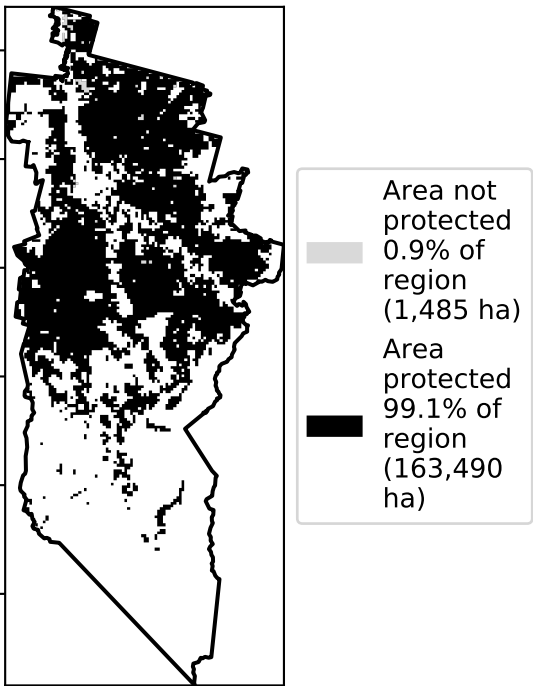 Area not
protected
0.9% of
region
(1,485 ha)
Area
protected
99.1% of
region
(163,490
ha)